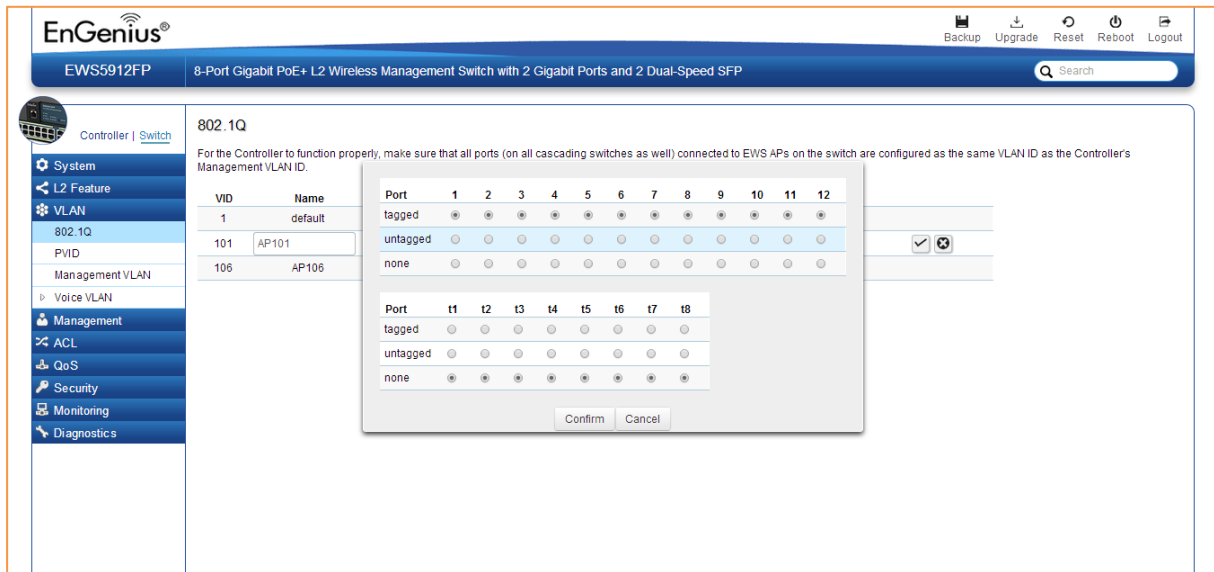 EnGenius®
Backup Upgrade Reset Reboot Logout
EWS5912FP
8-Port Gigabit PoE+ L2 Wireless Management Switch with 2 Gigabit Ports and 2 Dual-Speed SFP
Search
Controller | Switch
System
L2 Feature
VLAN
802.1Q
PVID
Management VLAN
Voice VLAN
Management
ACL
QoS
Security
Monitoring
Diagnostics
802.1Q
For the Controller to function properly, make sure that all ports (on all cascading switches as well) connected to EWS APs on the switch are configured as the same VLAN ID as the Controller's
Management VLAN ID.
VID Name
1 default
101 AP101
106 AP106
Port 1 2 3 4 5 6 7 8 9 10 11 12
tagged
untagged
none
Port t1 t2 t3 t4 t5 t6 t7 t8
tagged
untagged
none
Confirm Cancel